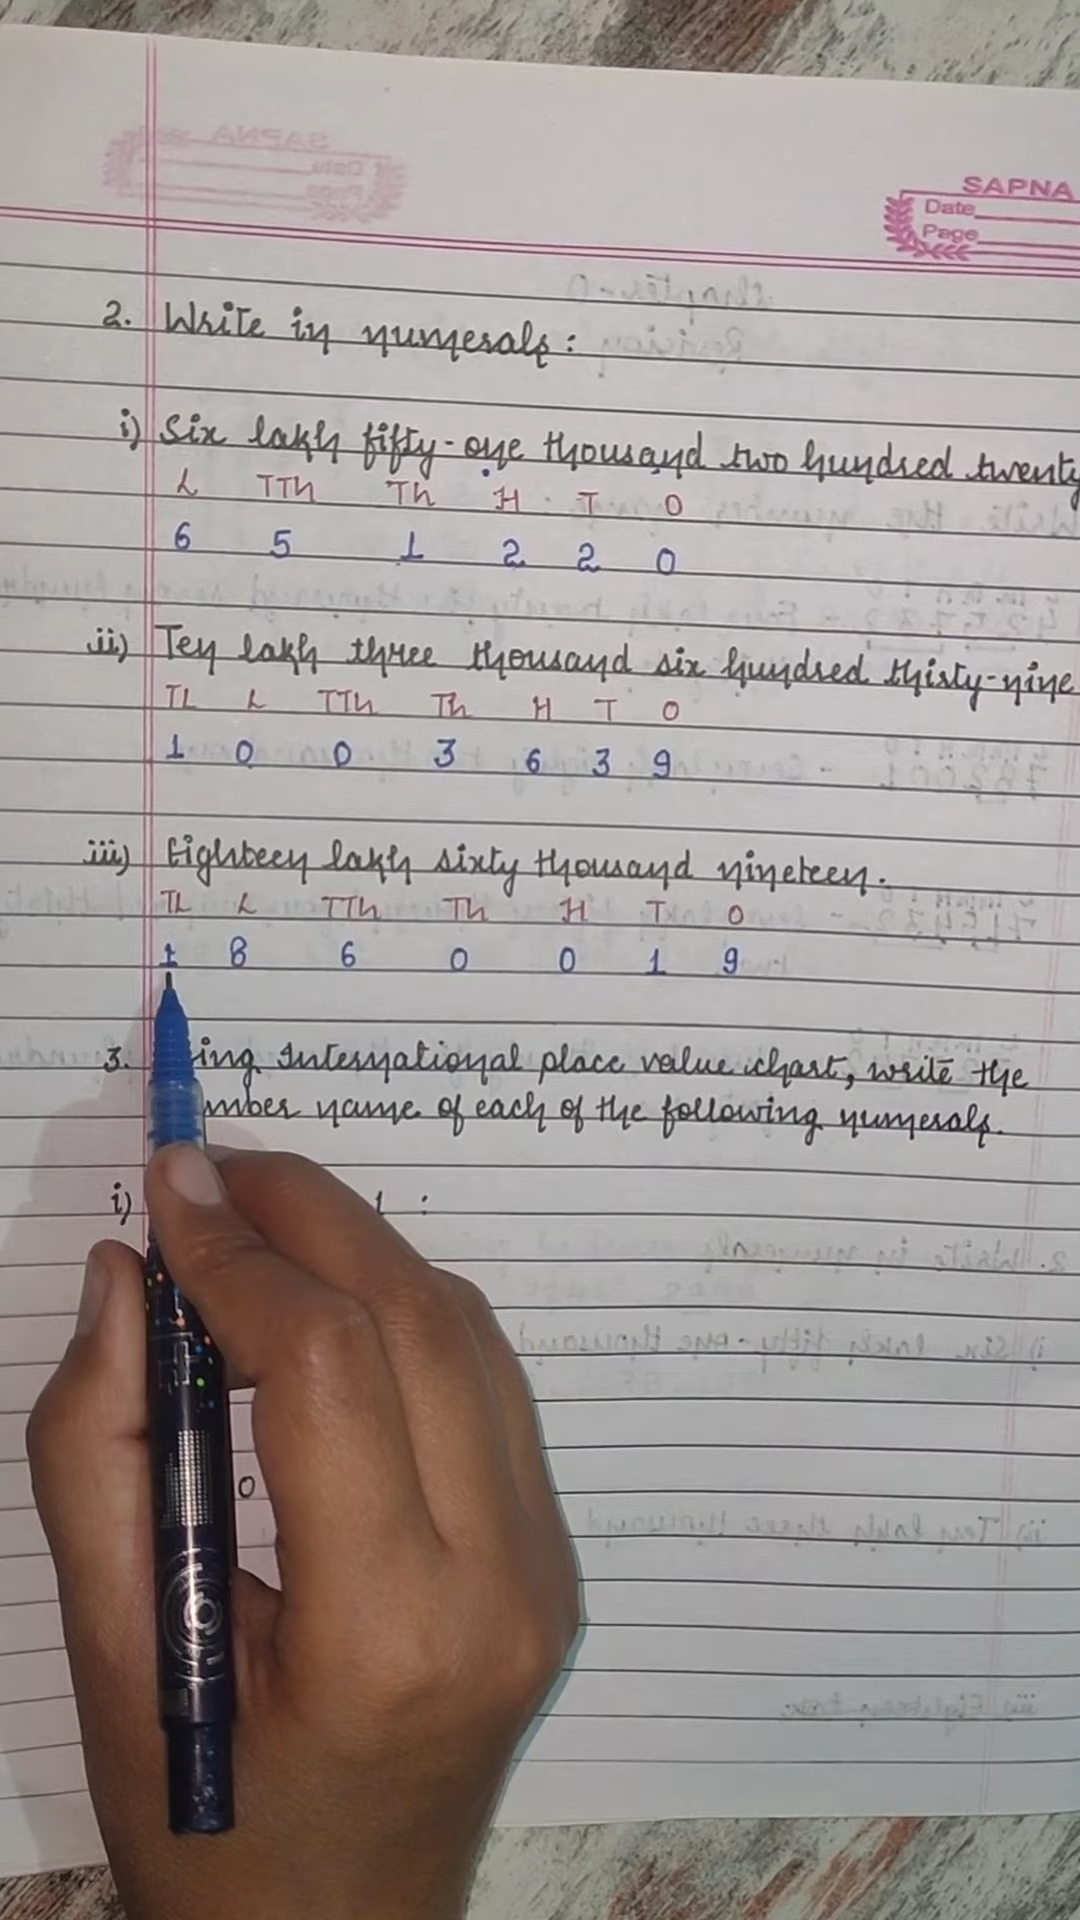 SAPNA
Date
Page
2. Write in numerals:
i) Six lakh fifty-one thousand two hundred twenty
L TTh Th H T O
6 5 1 2 2 0
ii) Ten lakh three thousand six hundred thirty-nine
TL L TTh Th H T O
1 0 0 3 6 3 9
iii) Eighteen lakh sixty thousand nineteen.
TL L TTh Th H T O
1 8 6 0 0 1 9
3. International place value chart, write the
name of each of the following numerals.
i) :
0